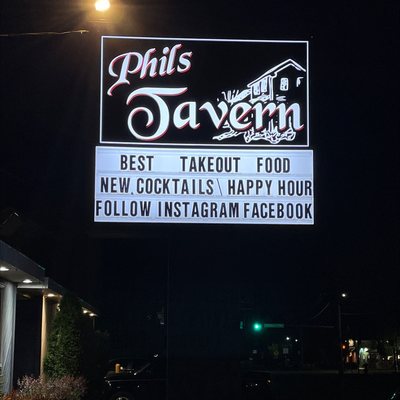 Phils
Tavern
BEST TAKEOUT FOOD
NEW COCKTAILS\ HAPPY HOUR
FOLLOW INSTAGRAM FACEBOOK